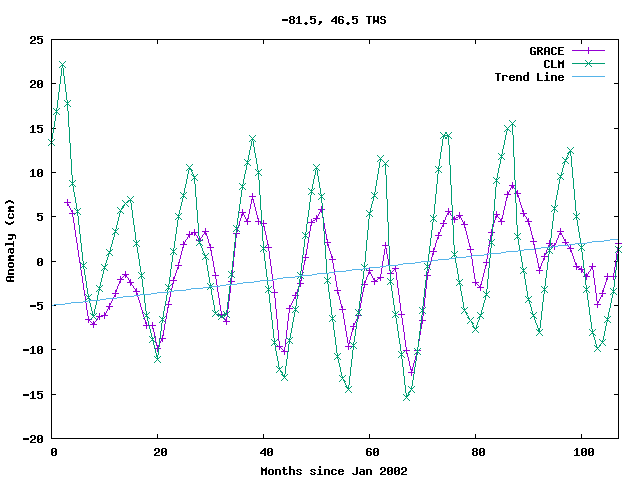 -81.5, 46.5 TWS
GRACE
CLM
Trend Line
25
20
15
10
5
0
-5
-10
-15
-20
Anomaly (cm)
0 20 40 60 80 100
Months since Jan 2002